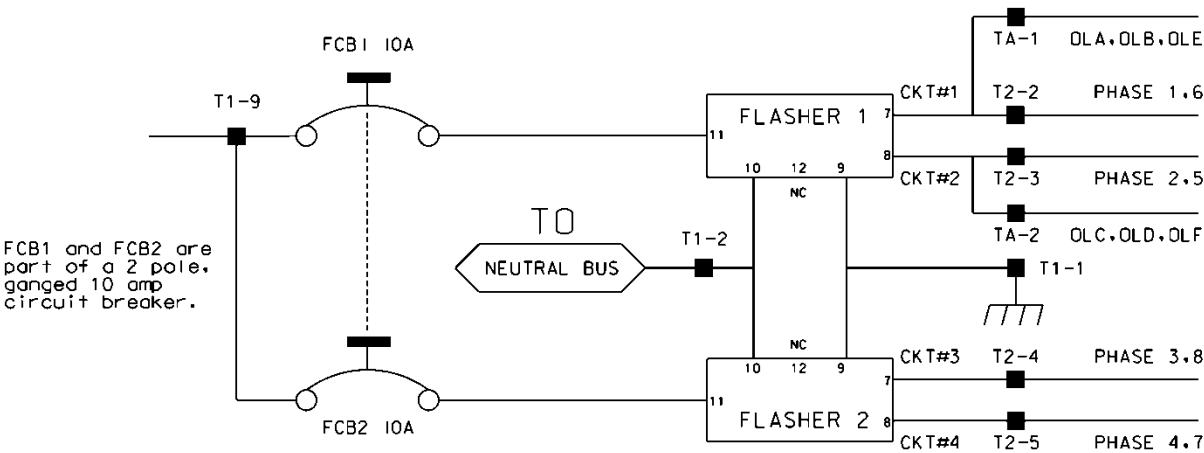 TA-1 OLA,OLB,OLE
FCB1 10A
T1-9
CKT#1 T2-2 PHASE 1,6
FLASHER 1 7
11
8
10 12 9
NC
CKT#2 T2-3 PHASE 2,5
TO
T1-2
TA-2 OLC,OLD,OLF
FCB1 and FCB2 are
part of a 2 pole,
ganged 10 amp
circuit breaker.
NEUTRAL BUS
T1-1
NC
10 12 9
CKT#3 T2-4 PHASE 3,8
7
11
FLASHER 2 8
FCB2 10A
CKT#4 T2-5 PHASE 4,7